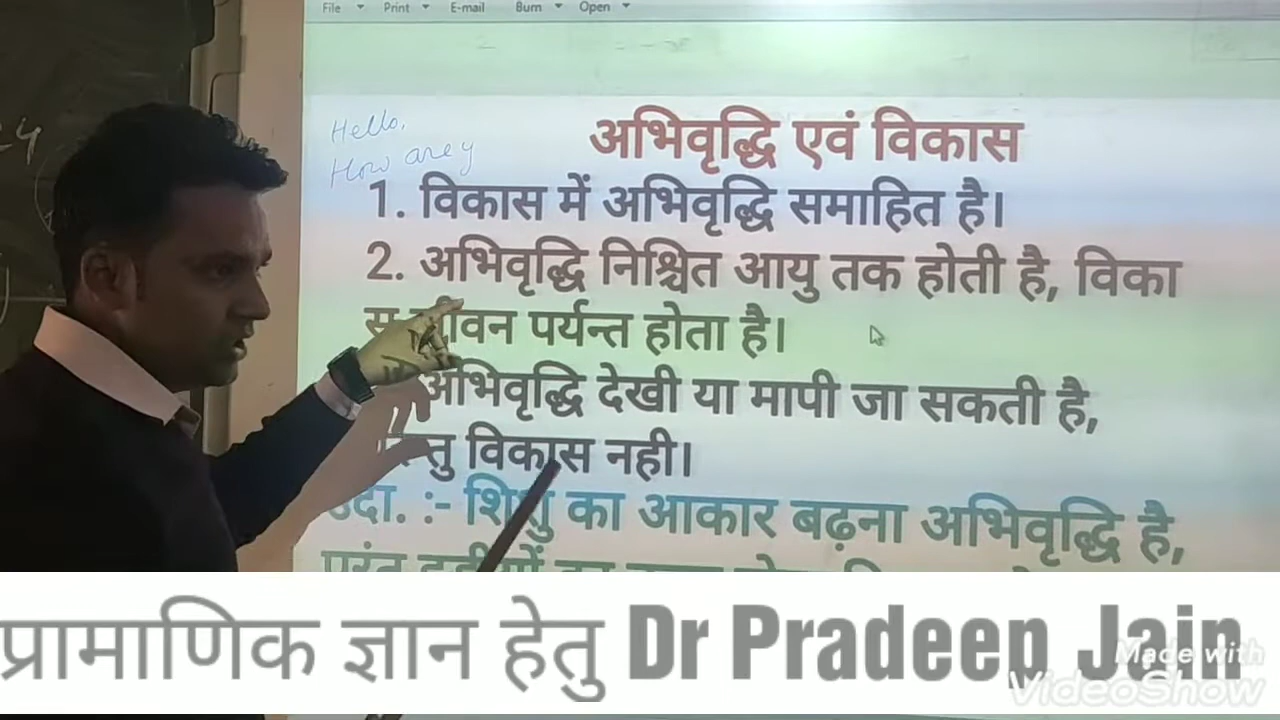 File Print E-mail Burn Open
Hello,
How are y
अभिवृद्धि एवं विकास
1. विकास में अभिवृद्धि समाहित है।
2. अभिवृद्धि निश्चित आयु तक होती है, विका
स जीवन पर्यन्त होता है।
अभिवृद्धि देखी या मापी जा सकती है,
विकास नही।
उदा. :- शिशु का आकार बढ़ना अभिवृद्धि है,
प्रामाणिक ज्ञान हेतु Dr Pradeep Jain
Made with
VideoShow